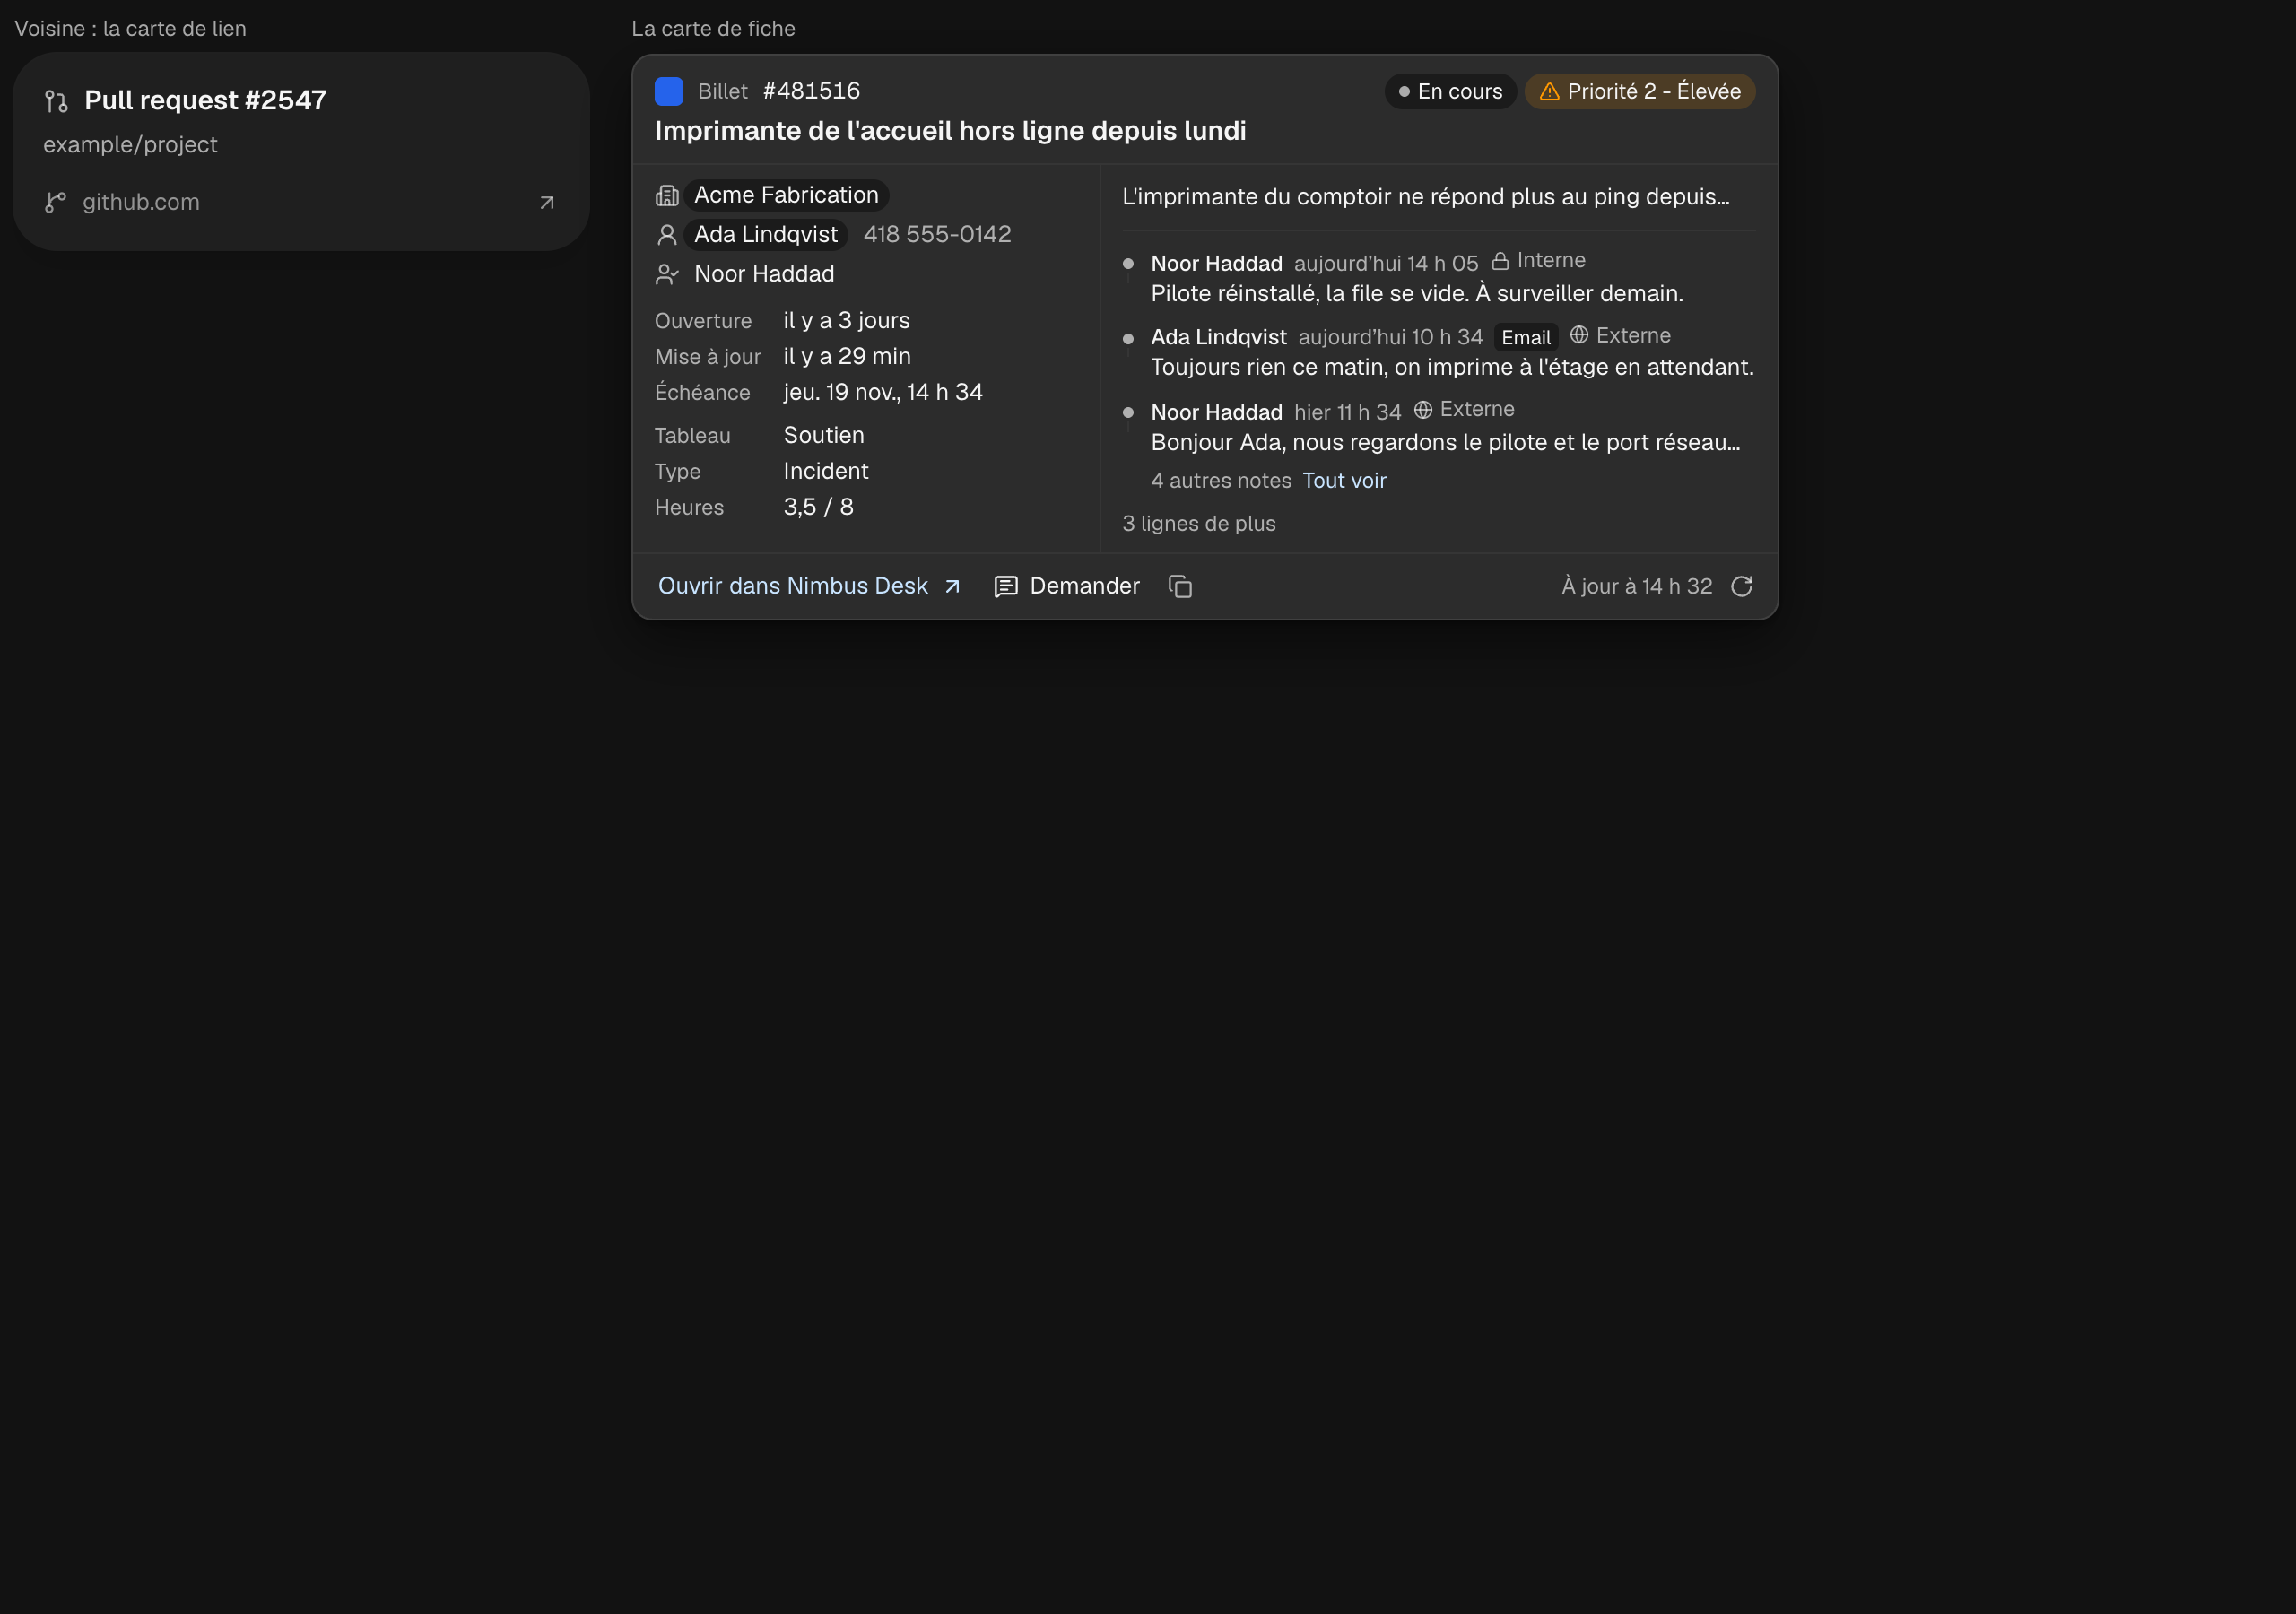 Voisine : la carte de lien
Pull request #2547
example/project
github.com
La carte de fiche
Billet #481516
En cours
Priorité 2 - Élevée
Imprimante de l'accueil hors ligne depuis lundi
Acme Fabrication
Ada Lindqvist 418 555-0142
Noor Haddad
Ouverture il y a 3 jours
Mise à jour il y a 29 min
Échéance jeu. 19 nov., 14 h 34
Tableau Soutien
Type Incident
Heures 3,5 / 8
L'imprimante du comptoir ne répond plus au ping depuis…
Noor Haddad aujourd’hui 14 h 05 Interne
Pilote réinstallé, la file se vide. À surveiller demain.
Ada Lindqvist aujourd’hui 10 h 34 Email Externe
Toujours rien ce matin, on imprime à l'étage en attendant.
Noor Haddad hier 11 h 34 Externe
Bonjour Ada, nous regardons le pilote et le port réseau…
4 autres notes Tout voir
3 lignes de plus
Ouvrir dans Nimbus Desk
Demander
À jour à 14 h 32